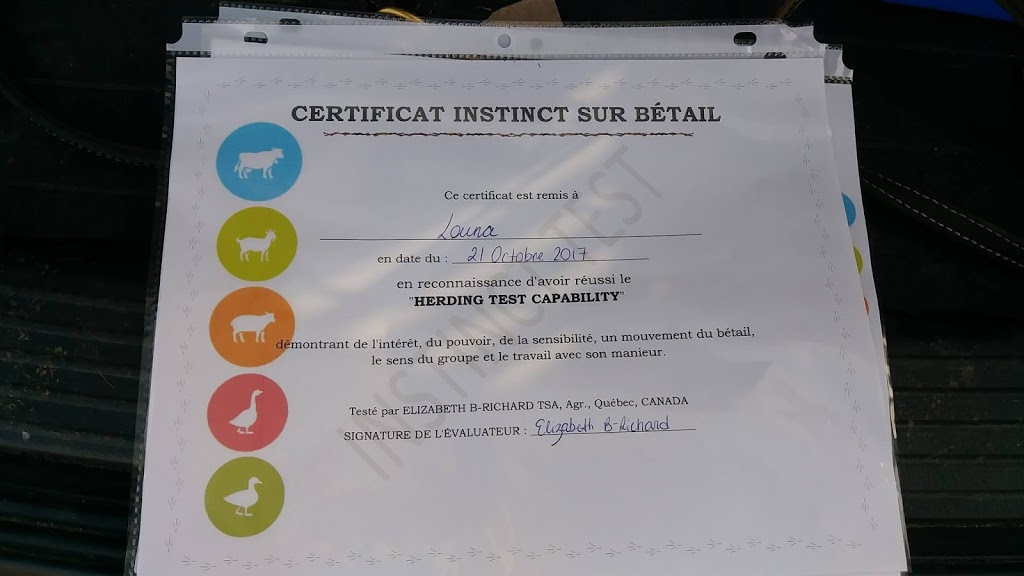 CERTIFICAT INSTINCT SUR BÉTAIL
Ce certificat est remis à
Louna
en date du : 21 Octobre 2017
en reconnaissance d'avoir réussi le
"HERDING TEST CAPABILITY"
démontrant de l'intérêt, du pouvoir, de la sensibilité, un mouvement du bétail,
le sens du groupe et le travail avec son manieur.
Testé par ELIZABETH B-RICHARD TSA, Agr., Québec, CANADA
SIGNATURE DE L'ÉVALUATEUR : Elizabeth B-Richard
INSTINCT TEST